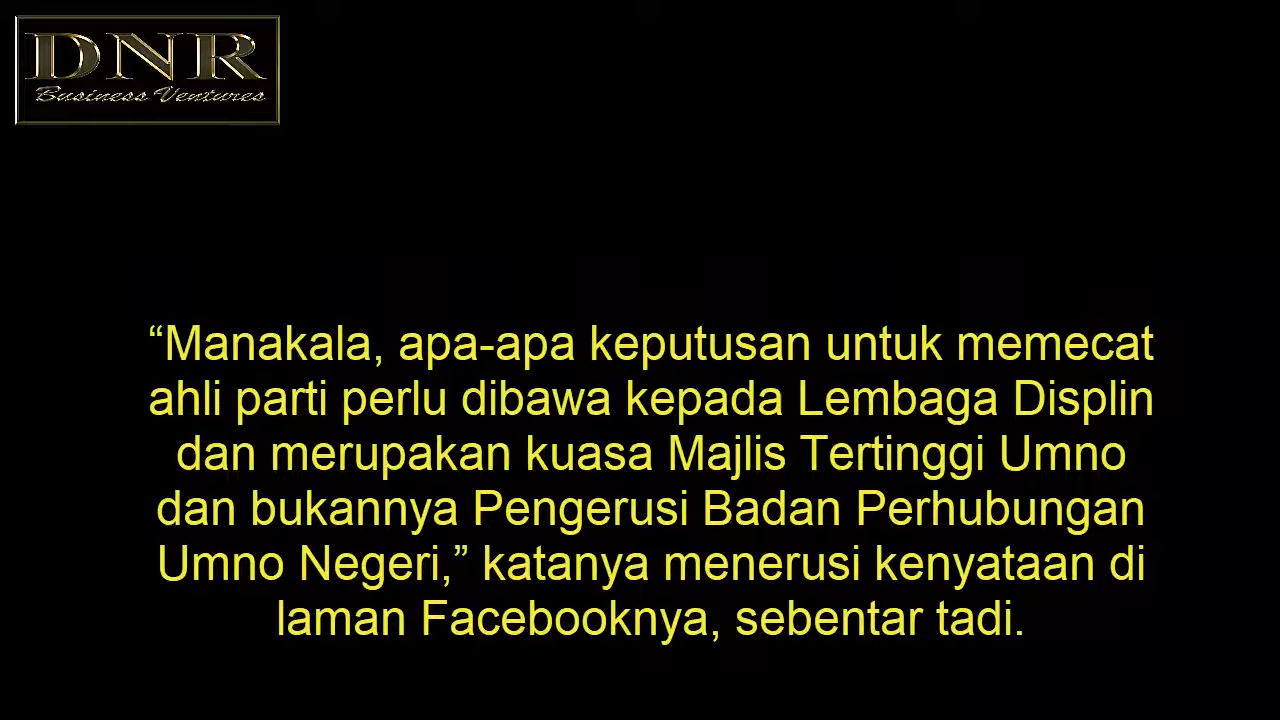 DNR
Business Ventures
“Manakala, apa-apa keputusan untuk memecat
ahli parti perlu dibawa kepada Lembaga Displin
dan merupakan kuasa Majlis Tertinggi Umno
dan bukannya Pengerusi Badan Perhubungan
Umno Negeri,” katanya menerusi kenyataan di
laman Facebooknya, sebentar tadi.